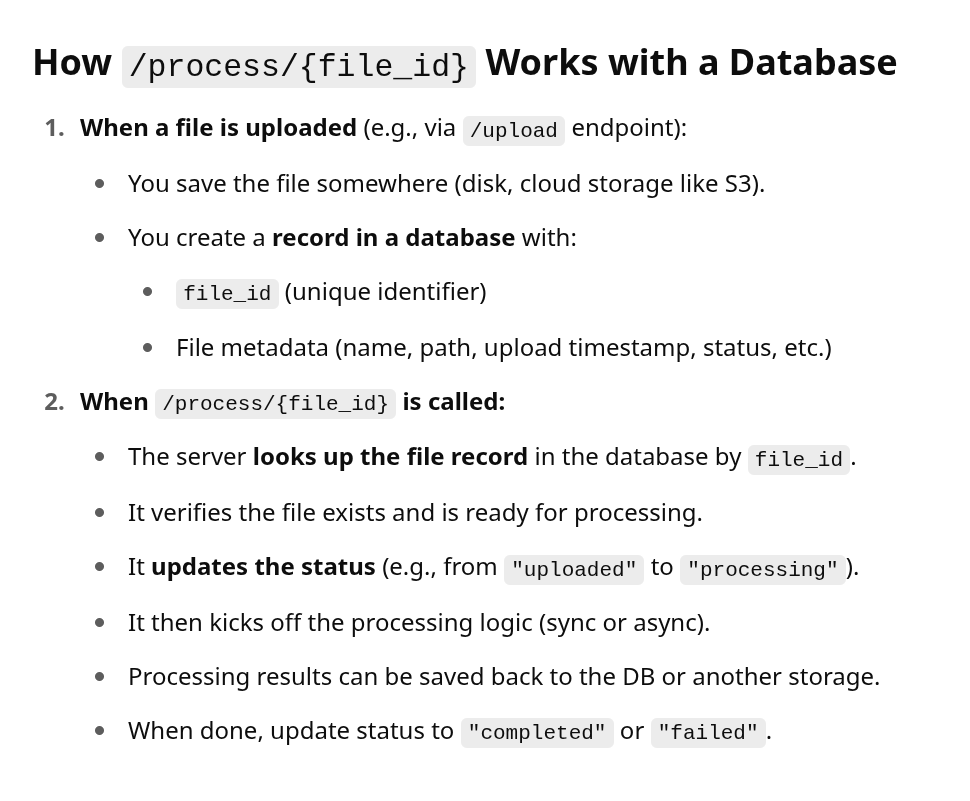 How /process/{file_id} Works with a Database
1. When a file is uploaded (e.g., via /upload endpoint):
• You save the file somewhere (disk, cloud storage like S3).
• You create a record in a database with:
• file_id (unique identifier)
• File metadata (name, path, upload timestamp, status, etc.)
2. When /process/{file_id} is called:
• The server looks up the file record in the database by file_id.
• It verifies the file exists and is ready for processing.
• It updates the status (e.g., from "uploaded" to "processing").
• It then kicks off the processing logic (sync or async).
• Processing results can be saved back to the DB or another storage.
• When done, update status to "completed" or "failed".